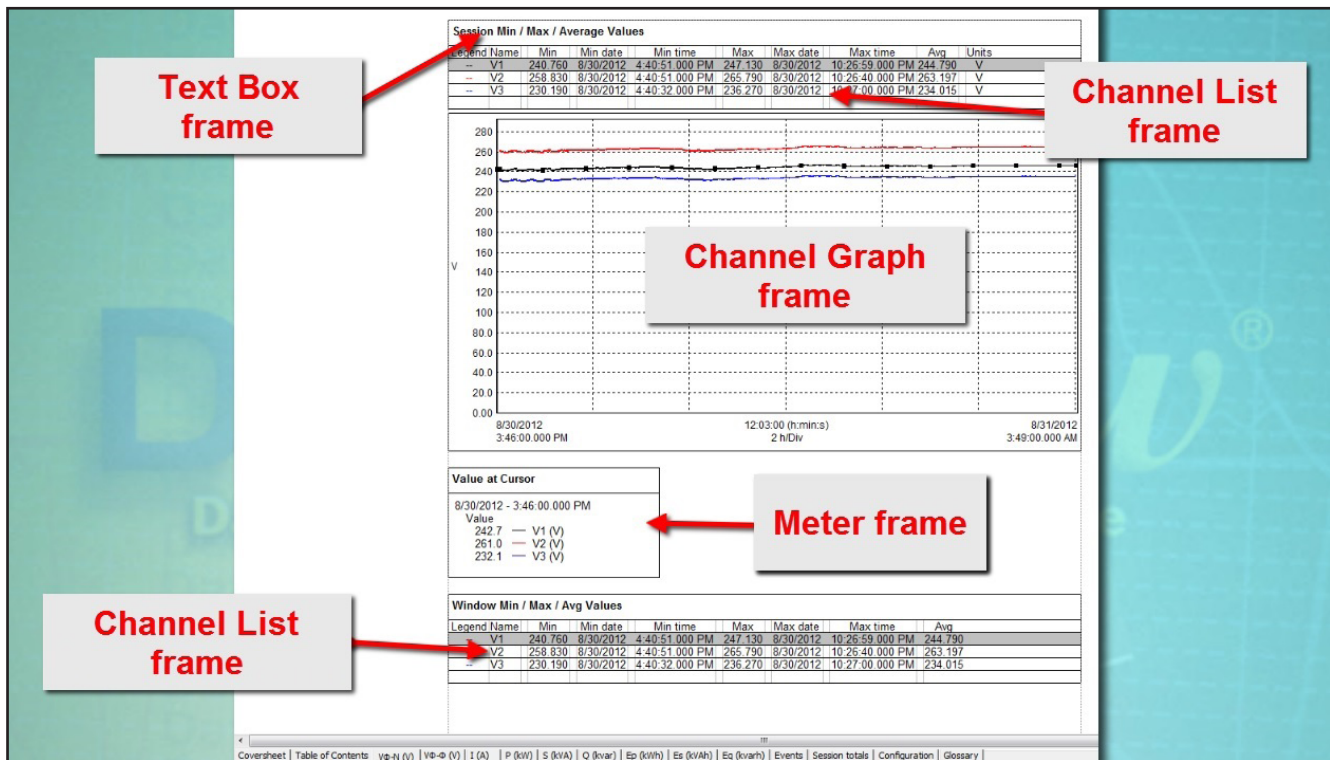 Session Min / Max / Average Values
Legend Name Min Min date Min time Max Max date Max time Avg Units
-- V1 240.760 8/30/2012 4:40:51.000 PM 247.130 8/30/2012 10:26:59.000 PM 244.790 V
-- V2 258.830 8/30/2012 4:40:51.000 PM 265.790 8/30/2012 10:26:40.000 PM 263.197 V
-- V3 230.190 8/30/2012 4:40:32.000 PM 236.270 8/30/2012 10:27:00.000 PM 234.015 V
Text Box
frame
Channel List
frame
280
260
240
220
200
180
160
V
140
120
100
80.0
60.0
40.0
20.0
0.00
Channel Graph
frame
8/30/2012 12:03:00 (h:min:s) 8/31/2012
3:46:00.000 PM 2 h/Div 3:49:00.000 AM
Value at Cursor
8/30/2012 - 3:46:00.000 PM
Value
242.7 — V1 (V)
261.0 — V2 (V)
232.1 — V3 (V)
Meter frame
Window Min / Max / Avg Values
Legend Name Min Min date Min time Max Max date Max time Avg
-- V1 240.760 8/30/2012 4:40:51.000 PM 247.130 8/30/2012 10:26:59.000 PM 244.790
V2 258.830 8/30/2012 4:40:51.000 PM 265.790 8/30/2012 10:26:40.000 PM 263.197
-- V3 230.190 8/30/2012 4:40:32.000 PM 236.270 8/30/2012 10:27:00.000 PM 234.015
Channel List
frame
Coversheet | Table of Contents | VΦ-N (V) | VΦ-Φ (V) | I (A) | P (kW) | S (kVA) | Q (kvar) | Ep (kWh) | Es (kVAh) | Eq (kvarh) | Events | Session totals | Configuration | Glossary |